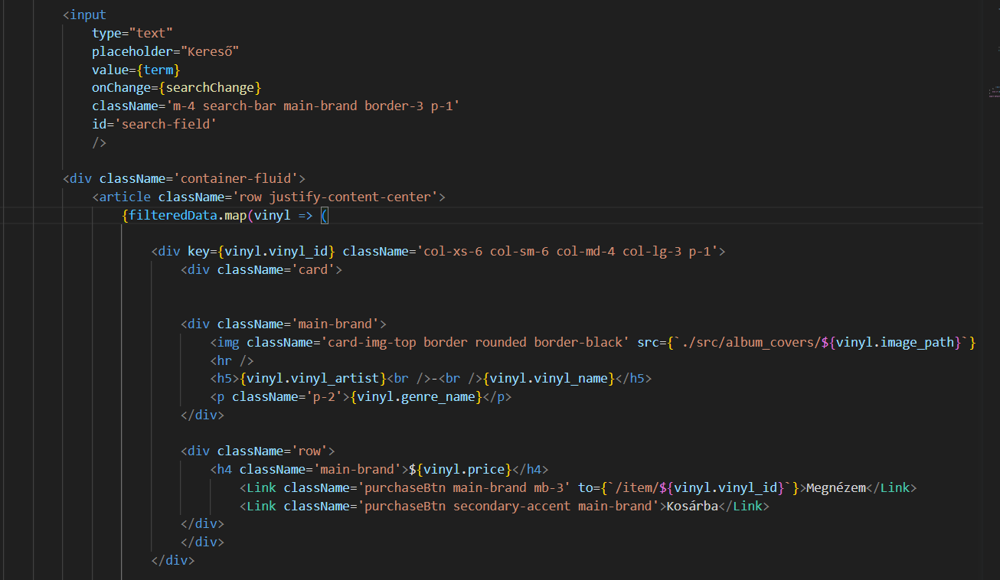 <input
type="text"
placeholder="Kereső"
value={term}
onChange={searchChange}
className='m-4 search-bar main-brand border-3 p-1'
id='search-field'
/>
<div className='container-fluid'>
<article className='row justify-content-center'>
{filteredData.map(vinyl => (
<div key={vinyl.vinyl_id} className='col-xs-6 col-sm-6 col-md-4 col-lg-3 p-1'>
<div className='card'>
<div className='main-brand'>
<img className='card-img-top border rounded border-black' src={`./src/album_covers/${vinyl.image_path}`}
<hr />
<h5>{vinyl.vinyl_artist}<br />-<br />{vinyl.vinyl_name}</h5>
<p className='p-2'>{vinyl.genre_name}</p>
</div>
<div className='row'>
<h4 className='main-brand'>${vinyl.price}</h4>
<Link className='purchaseBtn main-brand mb-3' to={`/item/${vinyl.vinyl_id}`}>Megnézem</Link>
<Link className='purchaseBtn secondary-accent main-brand'>Kosárba</Link>
</div>
</div>
</div>